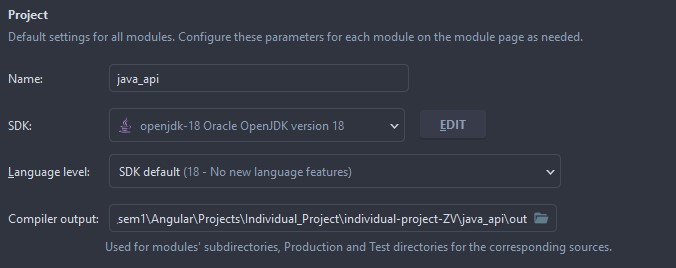 Project
Default settings for all modules. Configure these parameters for each module on the module page as needed.
Name: java_api
SDK: openjdk-18 Oracle OpenJDK version 18 EDIT
Language level: SDK default (18 - No new language features)
Compiler output: .sem1\Angular\Projects\Individual_Project\individual-project-ZV\java_api\out
Used for modules' subdirectories, Production and Test directories for the corresponding sources.